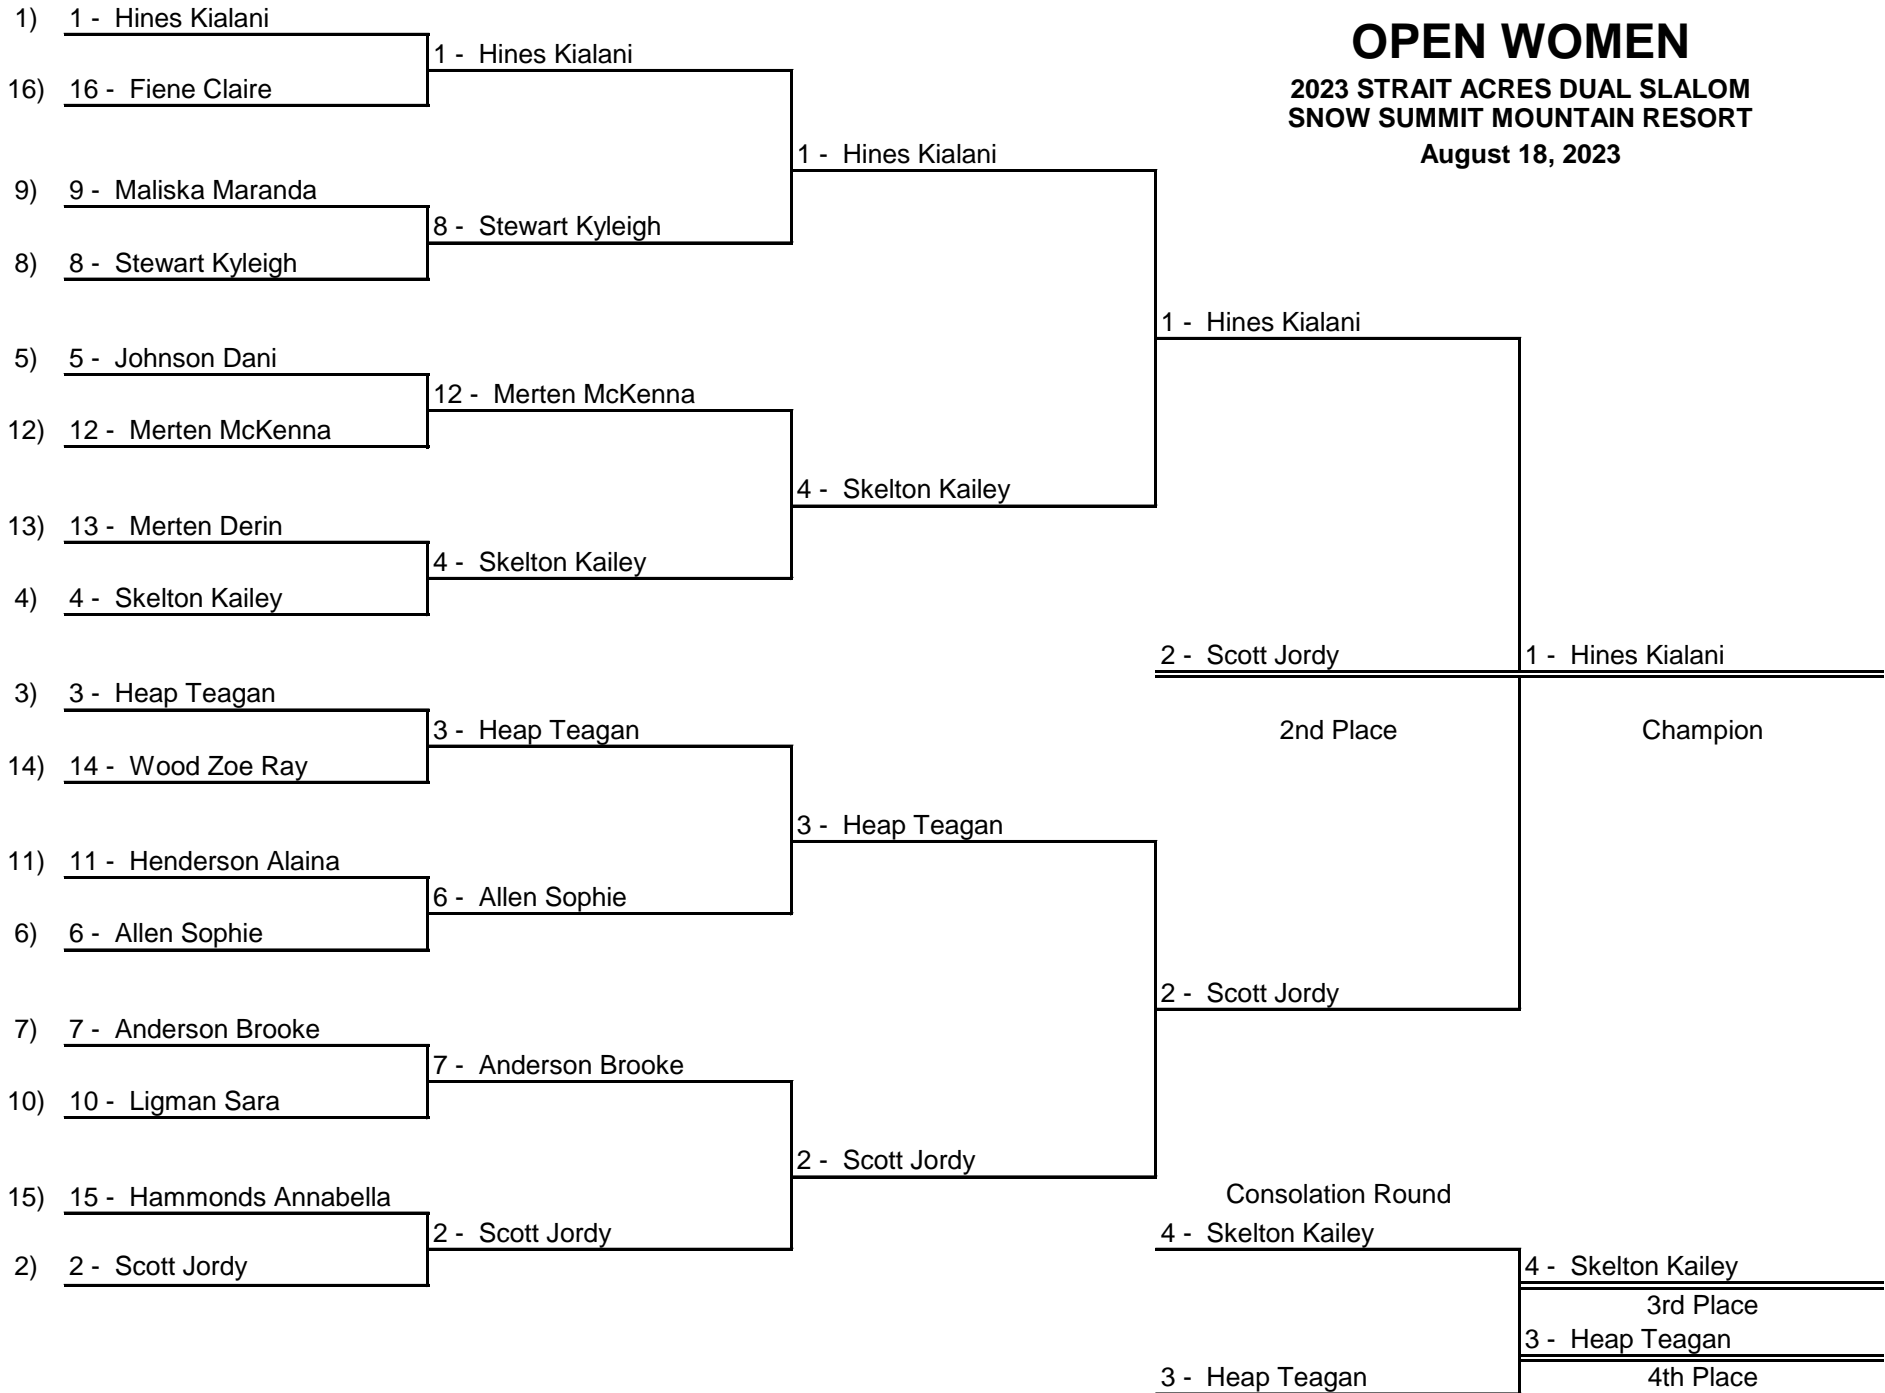 OPEN WOMEN
2023 STRAIT ACRES DUAL SLALOM
SNOW SUMMIT MOUNTAIN RESORT
August 18, 2023
1) 1 - Hines Kialani
16) 16 - Fiene Claire
9) 9 - Maliska Maranda
8) 8 - Stewart Kyleigh
5) 5 - Johnson Dani
12) 12 - Merten McKenna
13) 13 - Merten Derin
4) 4 - Skelton Kailey
3) 3 - Heap Teagan
14) 14 - Wood Zoe Ray
11) 11 - Henderson Alaina
6) 6 - Allen Sophie
7) 7 - Anderson Brooke
10) 10 - Ligman Sara
15) 15 - Hammonds Annabella
2) 2 - Scott Jordy
1 - Hines Kialani
8 - Stewart Kyleigh
12 - Merten McKenna
4 - Skelton Kailey
3 - Heap Teagan
6 - Allen Sophie
7 - Anderson Brooke
2 - Scott Jordy
1 - Hines Kialani
4 - Skelton Kailey
3 - Heap Teagan
2 - Scott Jordy
1 - Hines Kialani
2 - Scott Jordy
2nd Place
2 - Scott Jordy
1 - Hines Kialani
Champion
Consolation Round
4 - Skelton Kailey
3 - Heap Teagan
4 - Skelton Kailey
3rd Place
3 - Heap Teagan
4th Place